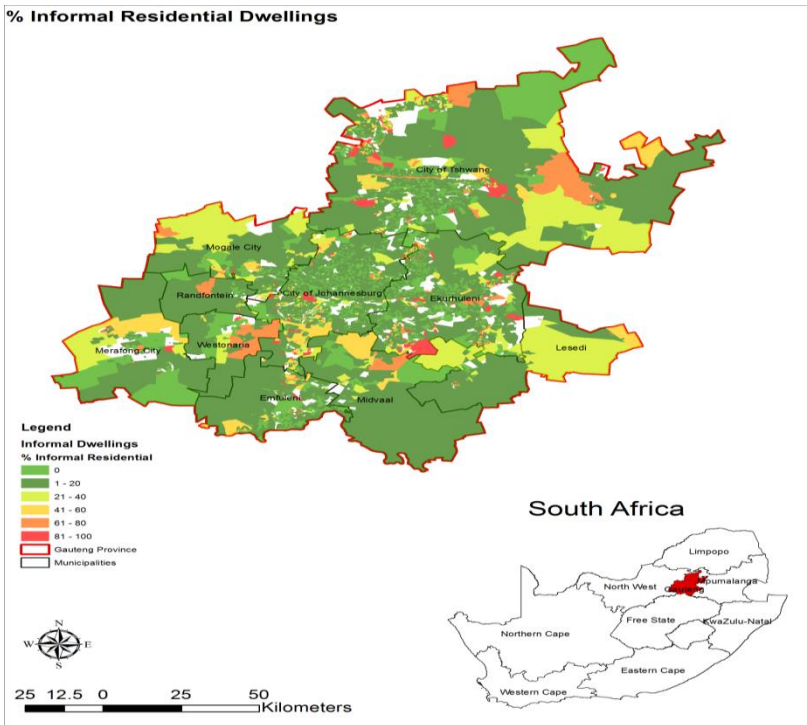 % Informal Residential Dwellings
City of Tshwane
Mogale City
Randfontein
City of Johannesburg
Ekurhuleni
Merafong City
Westonaria
Lesedi
Emfuleni
Midvaal
Legend
Informal Dwellings
% Informal Residential
0
1 - 20
21 - 40
41 - 60
61 - 80
81 - 100
Gauteng Province
Municipalities
South Africa
Limpopo
North West
Mpumalanga
Gauteng
Free State
KwaZulu-Natal
Northern Cape
Eastern Cape
Western Cape
N
W E
S
25 12.5 0 25 50
Kilometers